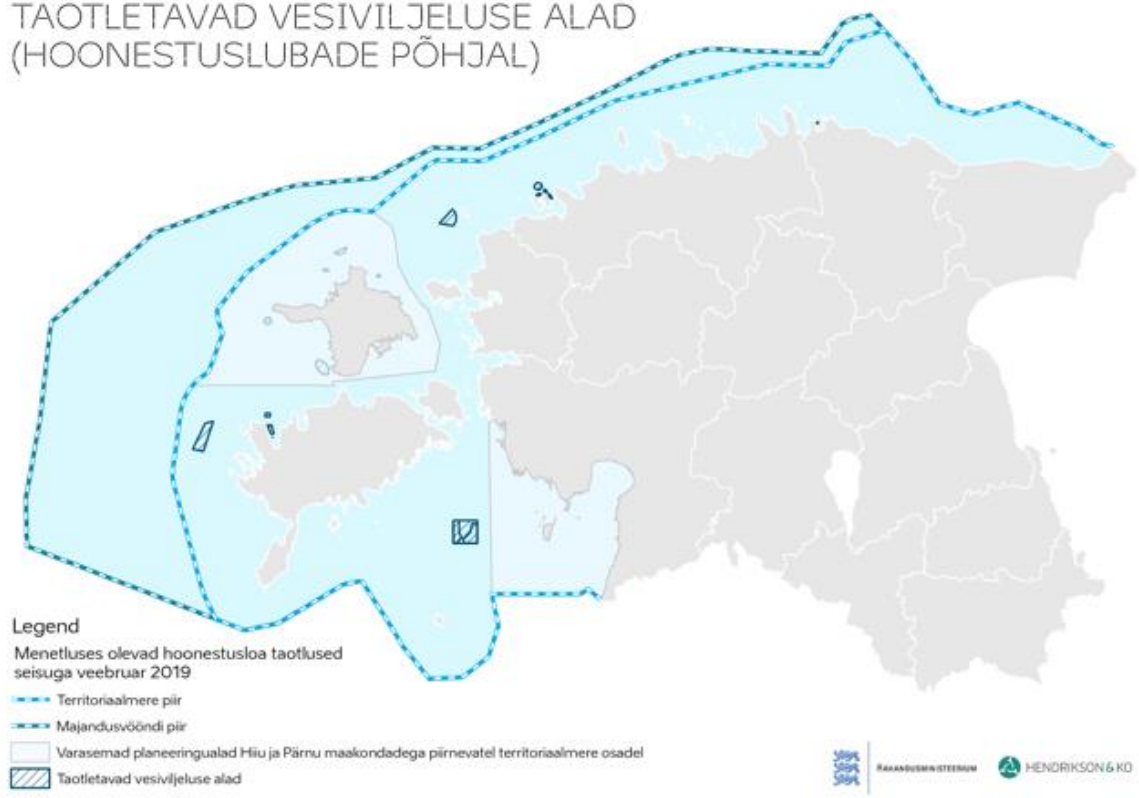 TAOTLETAVAD VESIVILJELUSE ALAD
(HOONESTUSLUBADE PÕHJAL)
Legend
Menetluses olevad hoonestusloa taotlused
seisuga veebruar 2019
Territoriaalmere piir
Majandusvööndi piir
Varasemad planeeringualad Hiiu ja Pärnu maakondadega piirnevatel territoriaalmere osadel
Taotletavad vesiviljeluse alad
RAHANDUSMINISTEERIUM
HENDRIKSON & KO